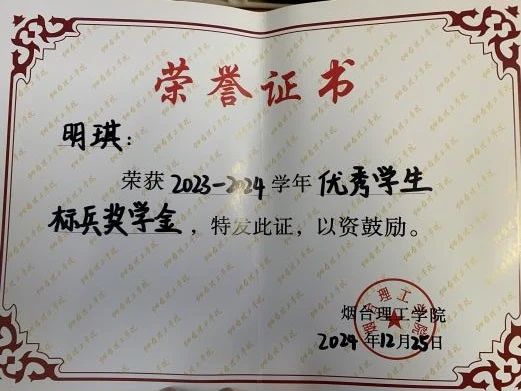 荣誉证书
明琪:
荣获2023-2024学年优秀学生
标兵奖学金,特发此证,以资鼓励。
烟台理工学院
2024年12月25日